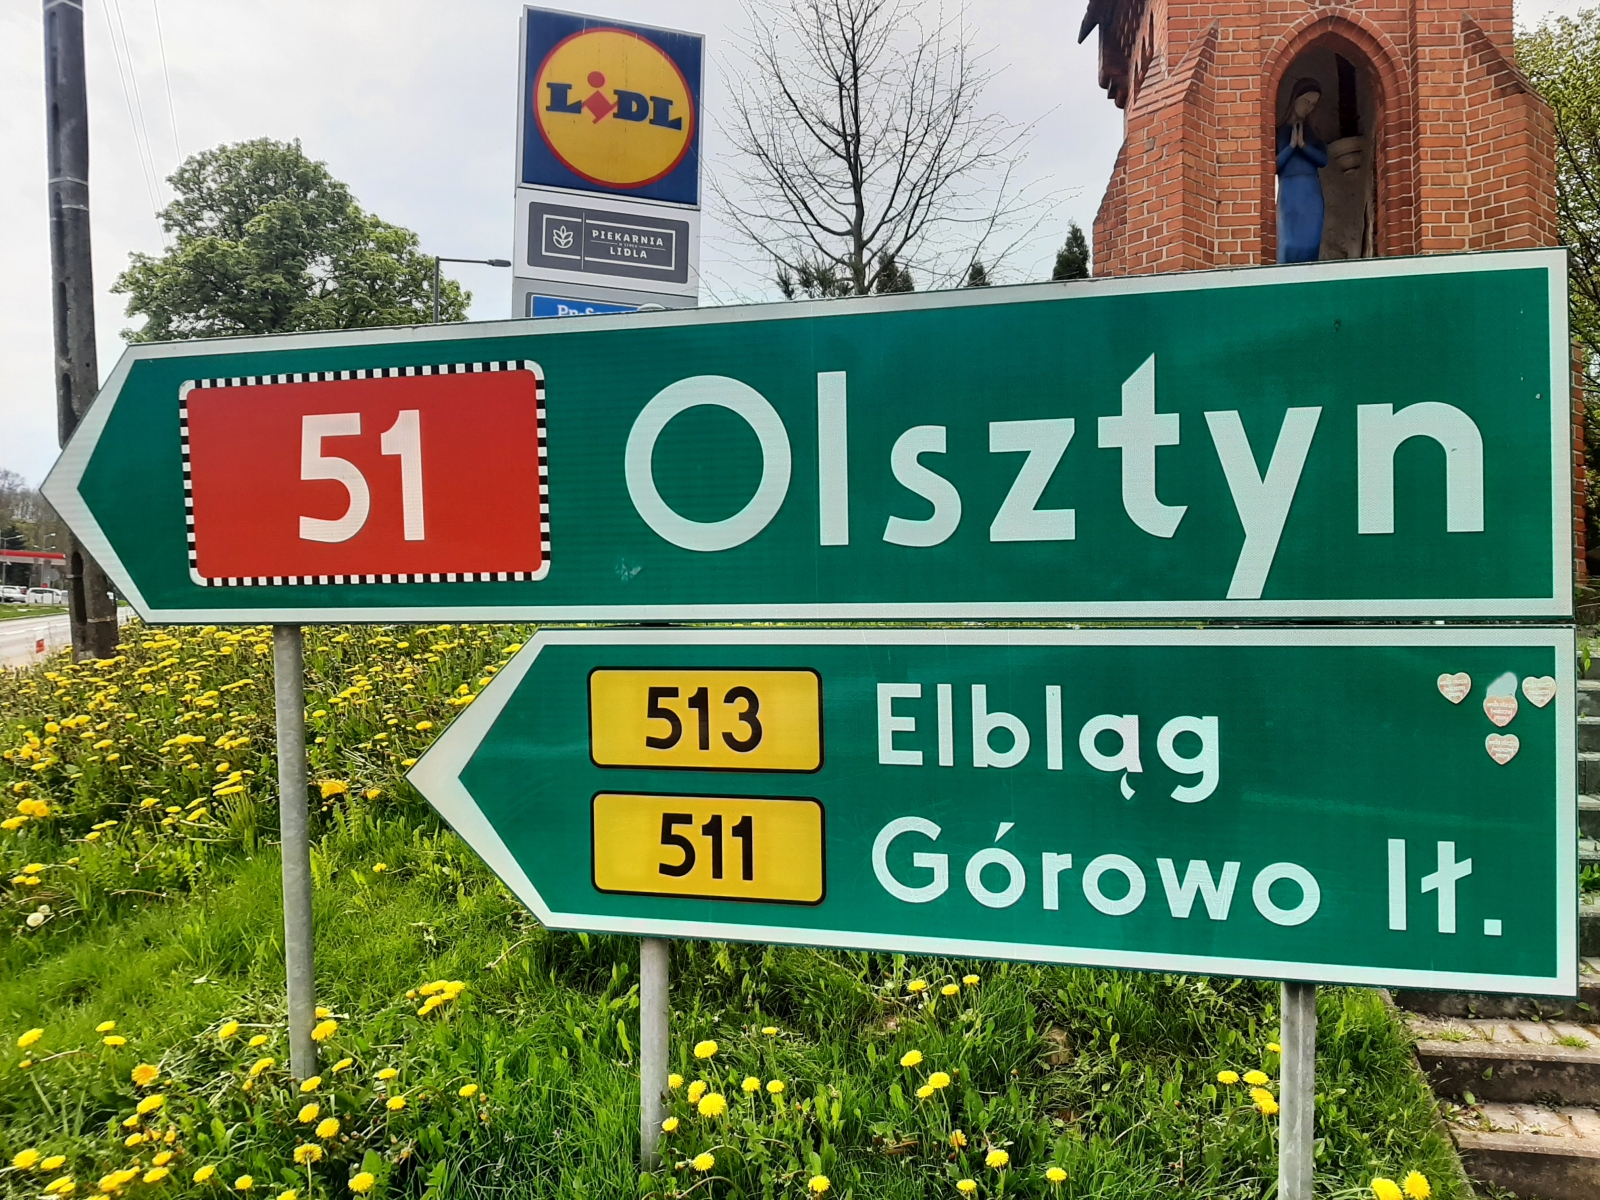 LiDL
PIEKARNIA
LIDLA
51 Olsztyn
513 Elbląg
511 Górowo Ił.